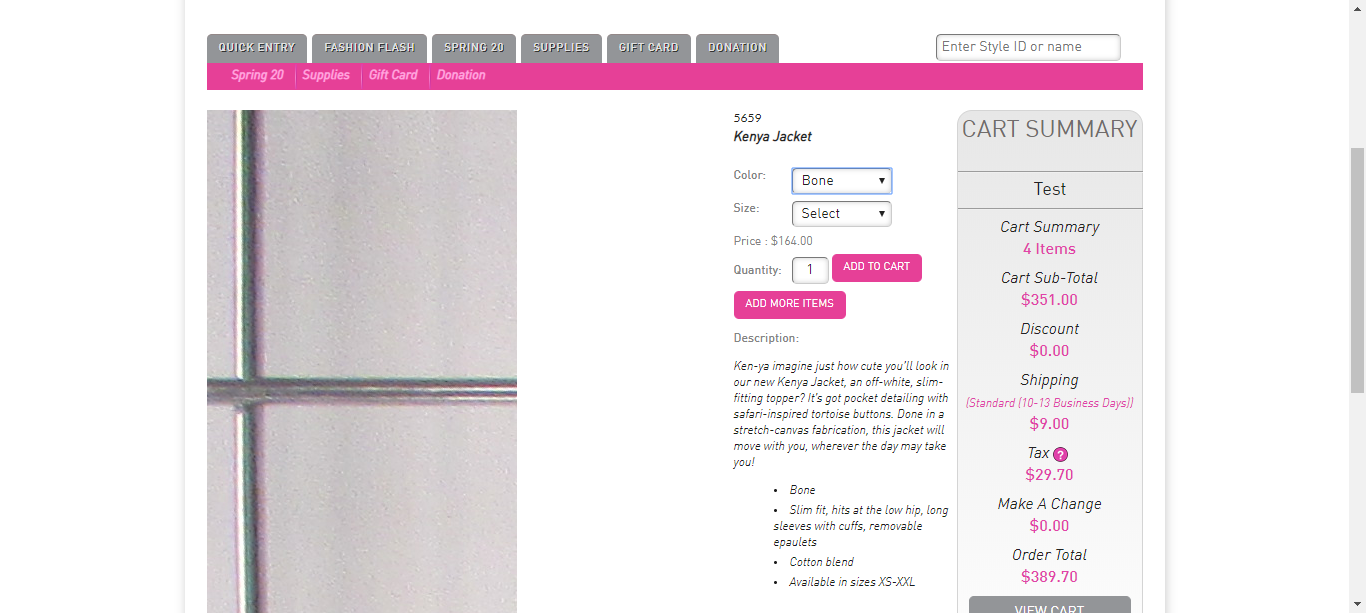 QUICK ENTRY
FASHION FLASH
SPRING 20
SUPPLIES
GIFT CARD
DONATION
Enter Style ID or name
Spring 20
Supplies
Gift Card
Donation
5659
Kenya Jacket
Color:
Bone
Size:
Select
Price : $164.00
Quantity:
1
ADD TO CART
ADD MORE ITEMS
Description:
Ken-ya imagine just how cute you'll look in
our new Kenya Jacket, an off-white, slim-
fitting topper? It's got pocket detailing with
safari-inspired tortoise buttons. Done in a
stretch-canvas fabrication, this jacket will
move with you, wherever the day may take
you!
• Bone
• Slim fit, hits at the low hip, long
sleeves with cuffs, removable
epaulets
• Cotton blend
• Available in sizes XS-XXL
CART SUMMARY
Test
Cart Summary
4 Items
Cart Sub-Total
$351.00
Discount
$0.00
Shipping
(Standard (10-13 Business Days))
$9.00
Tax ?
$29.70
Make A Change
$0.00
Order Total
$389.70
VIEW CART